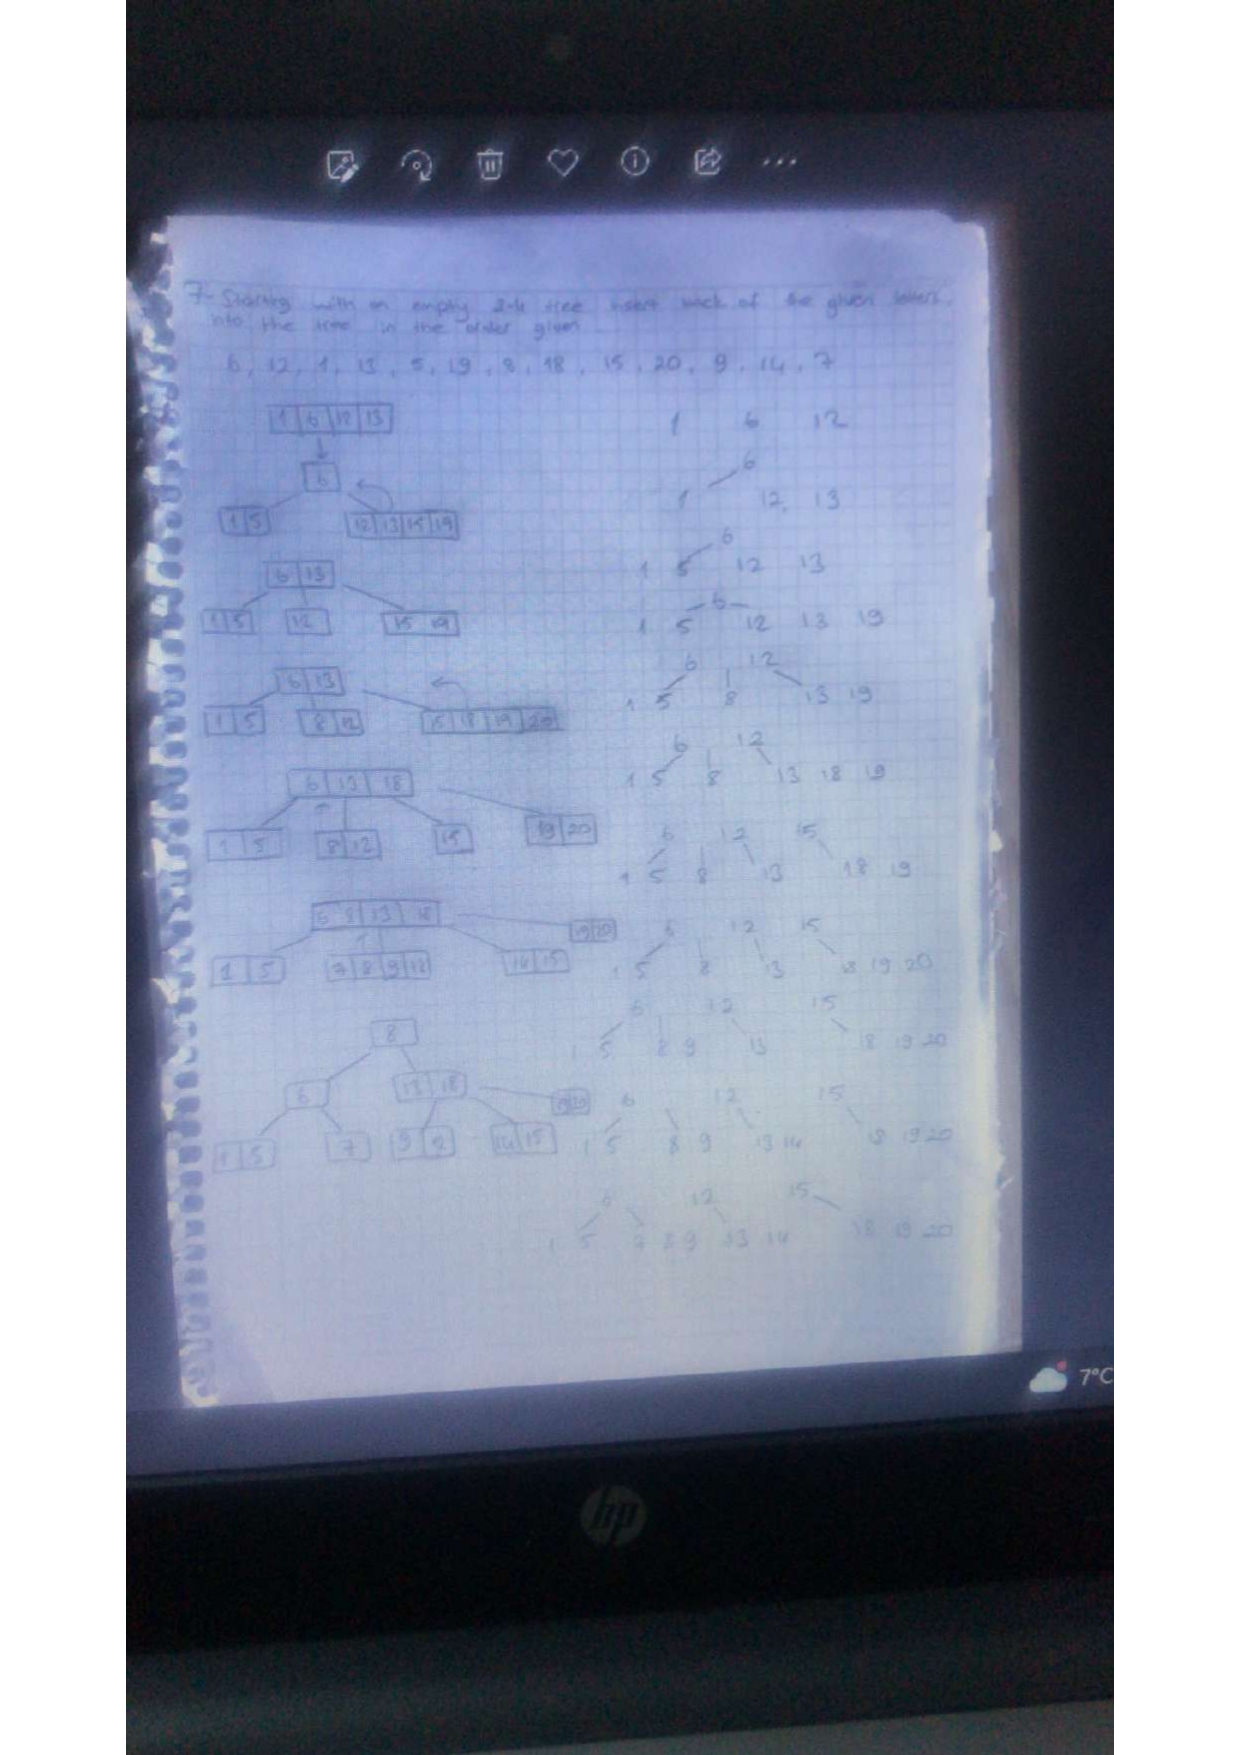 7- Starting with an empty 2-4 tree insert each of the given letters
into the tree in the order given
6, 12, 1, 13, 5, 19, 8, 18, 15, 20, 9, 14, 7
1 6 12 13
6
1 5 12 13 15 19
6 13
1 5 12 15 19
6 13
1 5 8 12 15 18 19 20
6 13 18
1 5 8 12 15 19 20
6 8 13 18
19 20
1 5 7 8 9 12 14 15
8
6 13 18
19 20
1 5 7 9 12 14 15
1 6 12
6
1 12, 13
6
1 5 12 13
6
1 5 12 13 19
6 12
1 5 8 13 19
6 12
1 5 8 13 18 19
6 12 15
1 5 8 13 18 19
6 12 15
1 5 8 13 18 19 20
6 12 15
1 5 8 9 13 18 19 20
6 12 15
1 5 8 9 13 14 18 19 20
6 12 15
1 5 7 8 9 13 14 18 19 20
7°C
hp